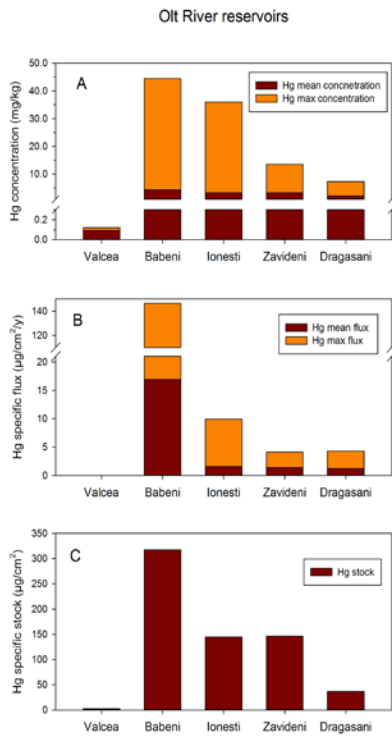 Olt River reservoirs
A
Hg mean concnetration
Hg max concentration
Hg concentration (mg/kg)
50.0
40.0
30.0
20.0
10.0
0.2
0.0
Valcea Babeni Ionesti Zavideni Dragasani
B
Hg mean flux
Hg max flux
Hg specific flux (µg/cm²/y)
140
120
20
15
10
5
0
Valcea Babeni Ionesti Zavideni Dragasani
C
Hg stock
Hg specific stock (µg/cm²)
350
300
250
200
150
100
50
0
Valcea Babeni Ionesti Zavideni Dragasani